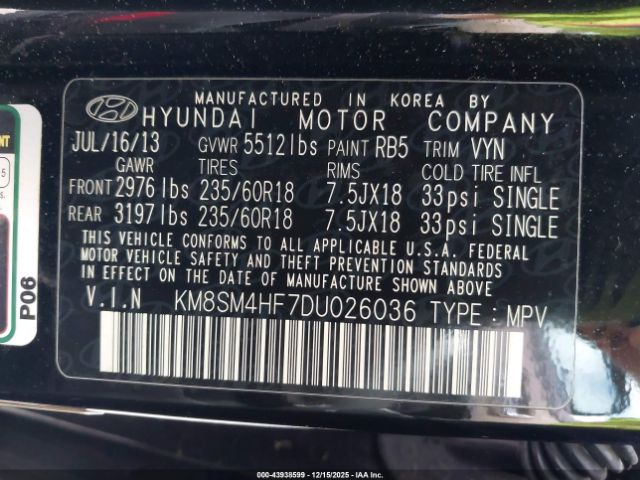 MANUFACTURED IN KOREA BY
HYUNDAI MOTOR COMPANY
JUL/16/13 GVWR 5512lbs PAINT RB5 TRIM VYN
GAWR TIRES RIMS COLD TIRE INFL
FRONT 2976lbs 235/60R18 7.5JX18 33psi SINGLE
REAR 3197lbs 235/60R18 7.5JX18 33psi SINGLE
THIS VEHICLE CONFORMS TO ALL APPLICABLE U.S.A. FEDERAL
MOTOR VEHICLE SAFETY, BUMPER, AND THEFT PREVENTION STANDARDS
IN EFFECT ON THE DATE OF MANUFACTURE SHOWN ABOVE
V.I.N KM8SM4HF7DU026036 TYPE : MPV
P06
00-43938599 - 12/15/2025 - IAA Inc.